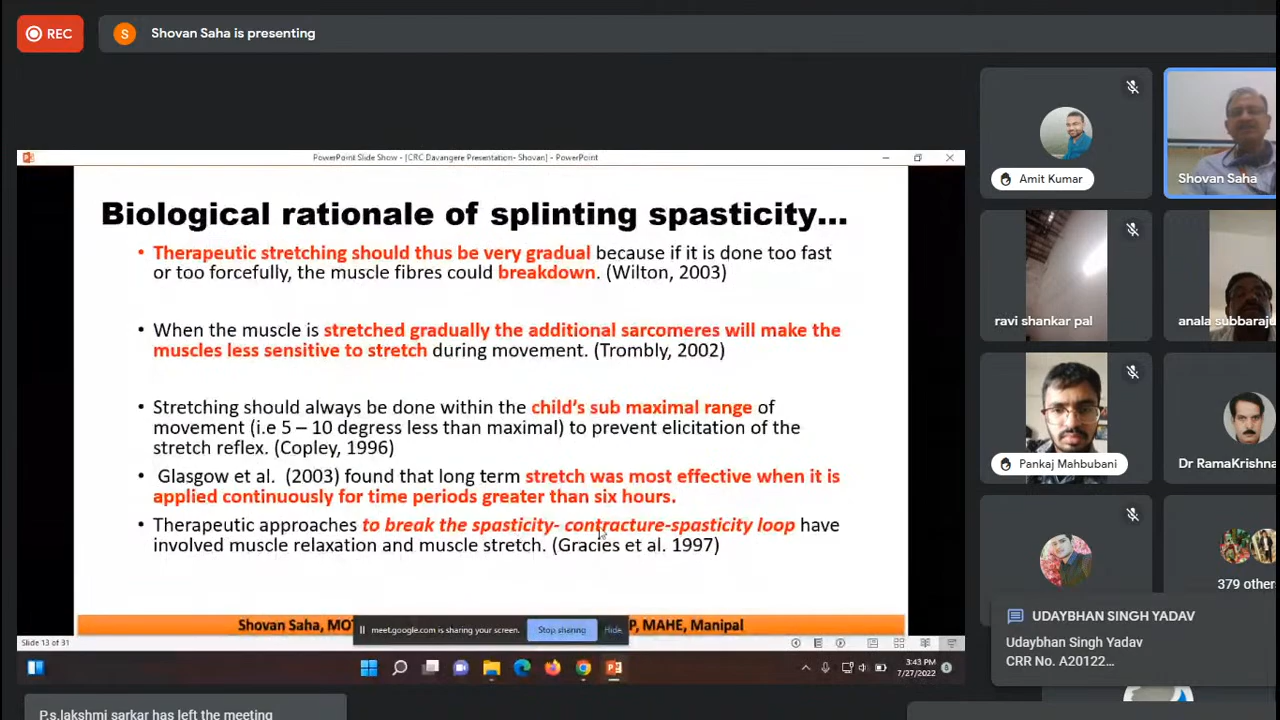 REC
S
Shovan Saha is presenting
PowerPoint Slide Show - [CRC Davangere Presentation- Shovan] - PowerPoint
Biological rationale of splinting spasticity...
• Therapeutic stretching should thus be very gradual because if it is done too fast
or too forcefully, the muscle fibres could breakdown. (Wilton, 2003)
• When the muscle is stretched gradually the additional sarcomeres will make the
muscles less sensitive to stretch during movement. (Trombly, 2002)
• Stretching should always be done within the child's sub maximal range of
movement (i.e 5 – 10 degress less than maximal) to prevent elicitation of the
stretch reflex. (Copley, 1996)
• Glasgow et al. (2003) found that long term stretch was most effective when it is
applied continuously for time periods greater than six hours.
• Therapeutic approaches to break the spasticity- contracture-spasticity loop have
involved muscle relaxation and muscle stretch. (Gracies et al. 1997)
Shovan Saha, MOT
P, MAHE, Manipal
meet.google.com is sharing your screen.
Stop sharing
Hide
Slide 13 of 31
3:43 PM
7/27/2022
P.s.lakshmi sarkar has left the meeting
Amit Kumar
Shovan Saha
ravi shankar pal
anala subbaraju
Pankaj Mahbubani
Dr RamaKrishna
379 others
UDAYBHAN SINGH YADAV
Udaybhan Singh Yadav
CRR No. A20122...